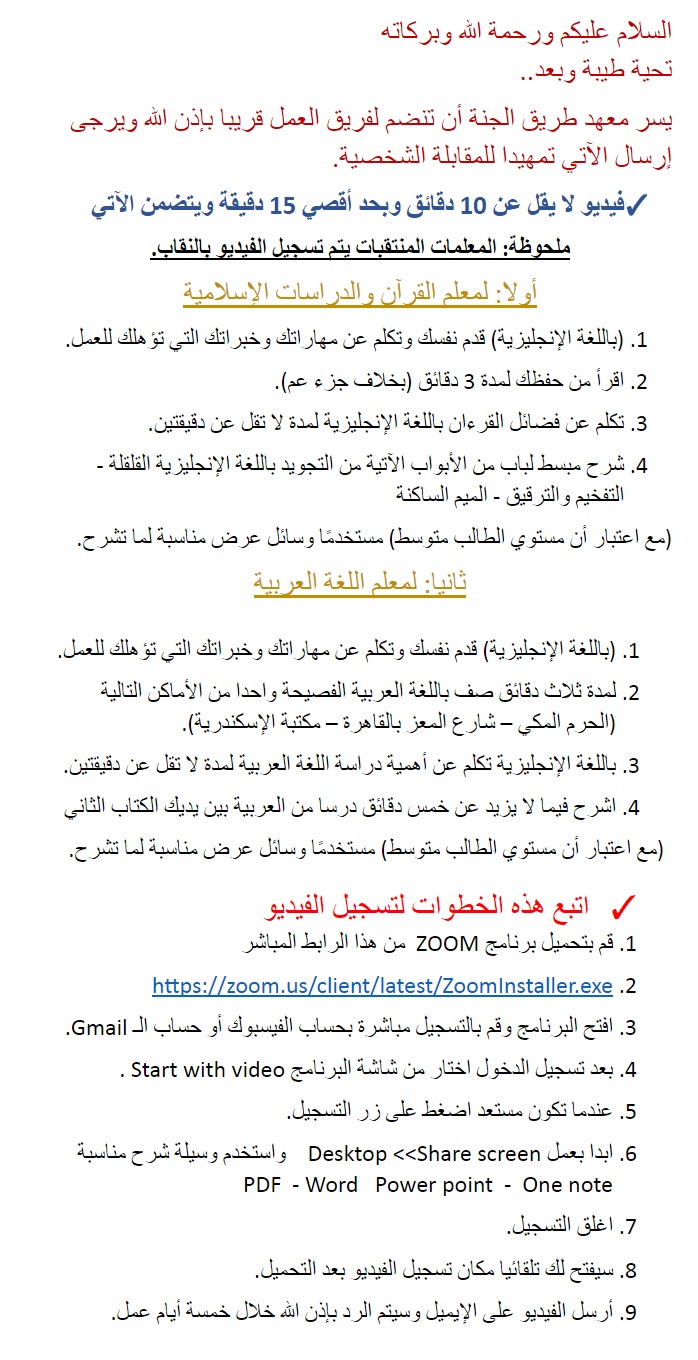 السلام عليكم ورحمة الله وبركاته
تحية طيبة وبعد..
يسر معهد طريق الجنة أن تنضم لفريق العمل قريبا بإذن الله ويرجى
إرسال الآتي تمهيدا للمقابلة الشخصية.
✓فيديو لا يقل عن 10 دقائق وبحد أقصي 15 دقيقة ويتضمن الآتي
ملحوظة: المعلمات المنتقبات يتم تسجيل الفيديو بالنقاب.
أولا: لمعلم القرآن والدراسات الإسلامية
1. (باللغة الإنجليزية) قدم نفسك وتكلم عن مهاراتك وخبراتك التي تؤهلك للعمل.
2. اقرأ من حفظك لمدة 3 دقائق (بخلاف جزء عم).
3. تكلم عن فضائل القرءان باللغة الإنجليزية لمدة لا تقل عن دقيقتين.
4. شرح مبسط لباب من الأبواب الآتية من التجويد باللغة الإنجليزية القلقلة -
التفخيم والترقيق - الميم الساكنة
(مع اعتبار أن مستوي الطالب متوسط) مستخدمًا وسائل عرض مناسبة لما تشرح.
ثانيا: لمعلم اللغة العربية
1. (باللغة الإنجليزية) قدم نفسك وتكلم عن مهاراتك وخبراتك التي تؤهلك للعمل.
2. لمدة ثلاث دقائق صف باللغة العربية الفصيحة واحدا من الأماكن التالية
(الحرم المكي – شارع المعز بالقاهرة – مكتبة الإسكندرية).
3. باللغة الإنجليزية تكلم عن أهمية دراسة اللغة العربية لمدة لا تقل عن دقيقتين.
4. اشرح فيما لا يزيد عن خمس دقائق درسا من العربية بين يديك الكتاب الثاني
(مع اعتبار أن مستوي الطالب متوسط) مستخدمًا وسائل عرض مناسبة لما تشرح.
✓ اتبع هذه الخطوات لتسجيل الفيديو
1. قم بتحميل برنامج ZOOM من هذا الرابط المباشر
2. https://zoom.us/client/latest/ZoomInstaller.exe
3. افتح البرنامج وقم بالتسجيل مباشرة بحساب الفيسبوك أو حساب الـ Gmail.
4. بعد تسجيل الدخول اختار من شاشة البرنامج Start with video .
5. عندما تكون مستعد اضغط على زر التسجيل.
6. ابدا بعمل Desktop <<Share screen واستخدم وسيلة شرح مناسبة
PDF - Word Power point - One note
7. اغلق التسجيل.
8. سيفتح لك تلقائيا مكان تسجيل الفيديو بعد التحميل.
9. أرسل الفيديو على الإيميل وسيتم الرد بإذن الله خلال خمسة أيام عمل.